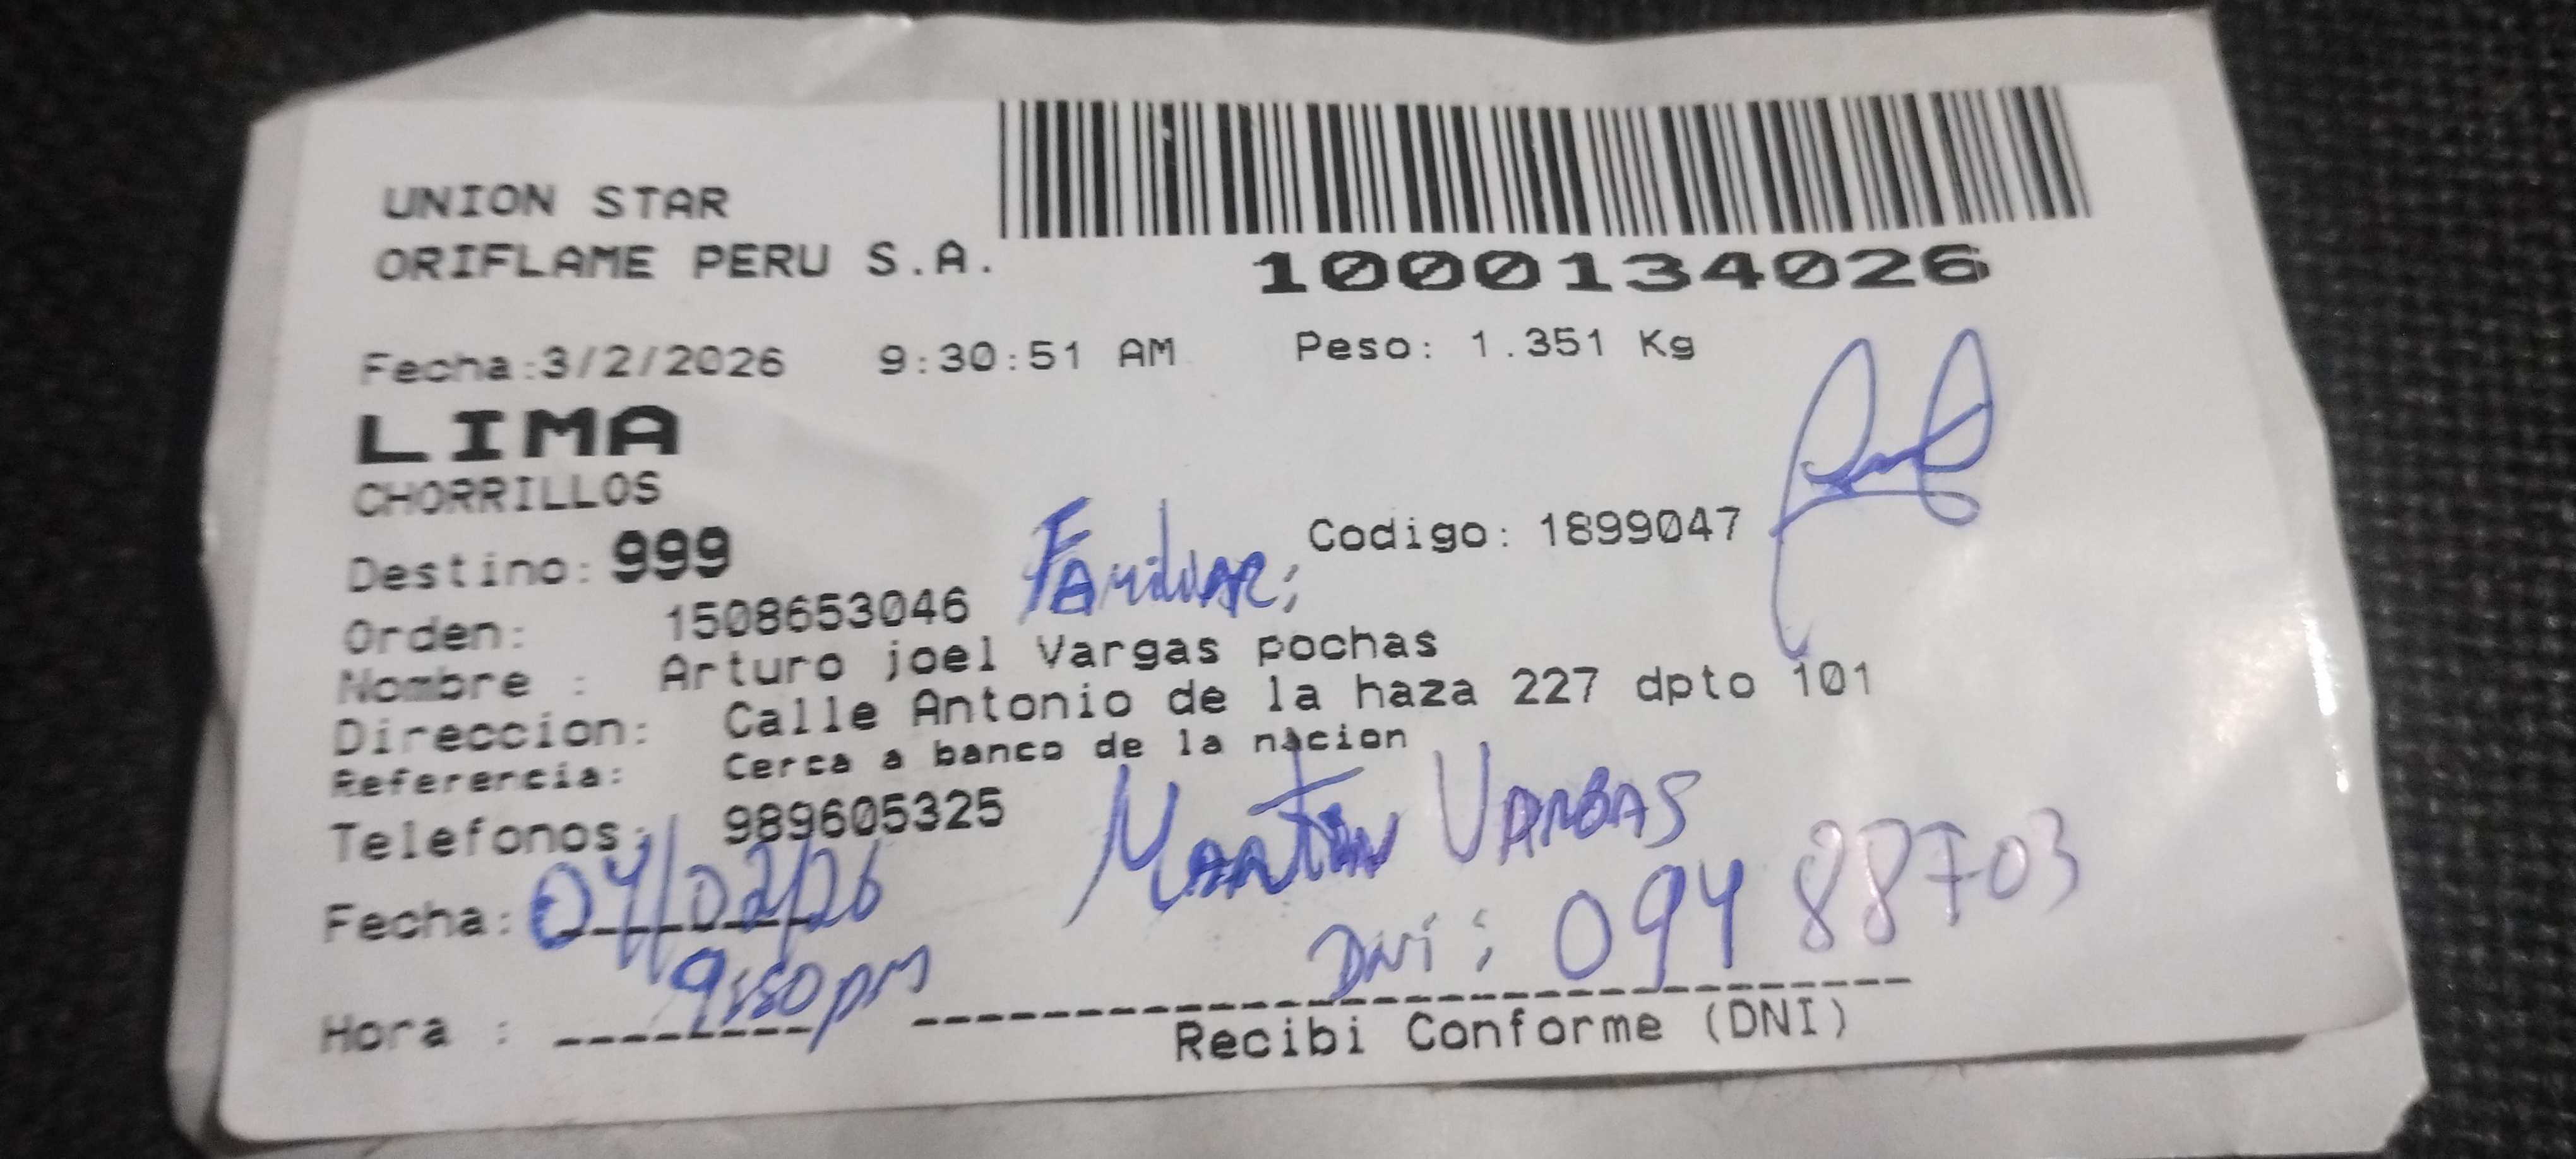 UNION STAR
ORIFLAME PERU S.A.
1000134026
Fecha:3/2/2026 9:30:51 AM Peso: 1.351 Kg
LIMA
CHORRILLOS
Destino: 999
Familiar; Codigo: 1899047
Orden: 1508653046
Nombre : Arturo joel Vargas pochas
Direccion: Calle Antonio de la haza 227 dpto 101
Referencia: Cerca a banco de la nacion
Telefonos: 989605325
Martin Vargas
Fecha: 04/02/26
Dni: 09488703
Hora : 9:50pm
Recibi Conforme (DNI)